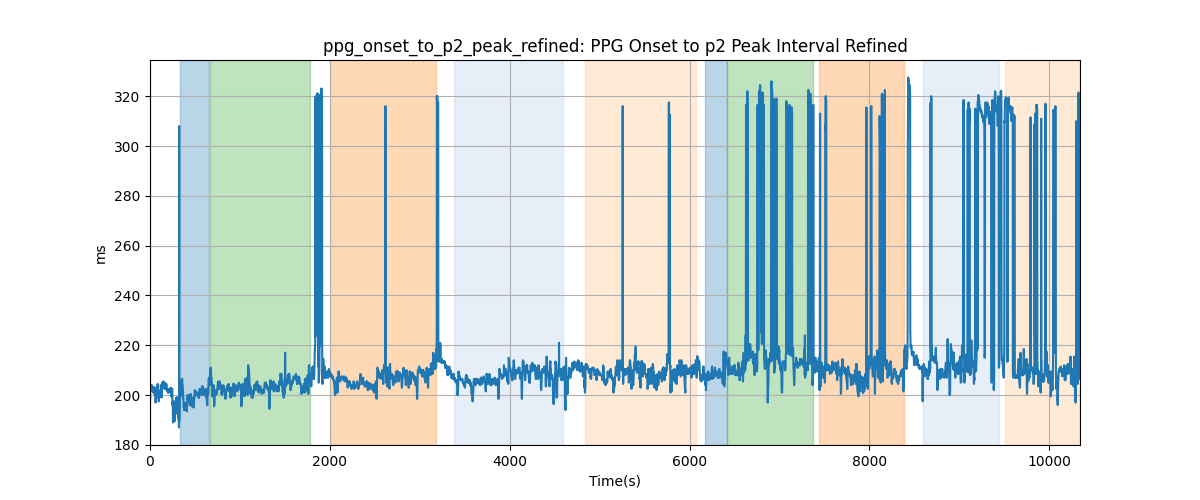 ppg_onset_to_p2_peak_refined: PPG Onset to p2 Peak Interval Refined
320
300
280
260
240
220
200
180
ms
0 2000 4000 6000 8000 10000
Time(s)